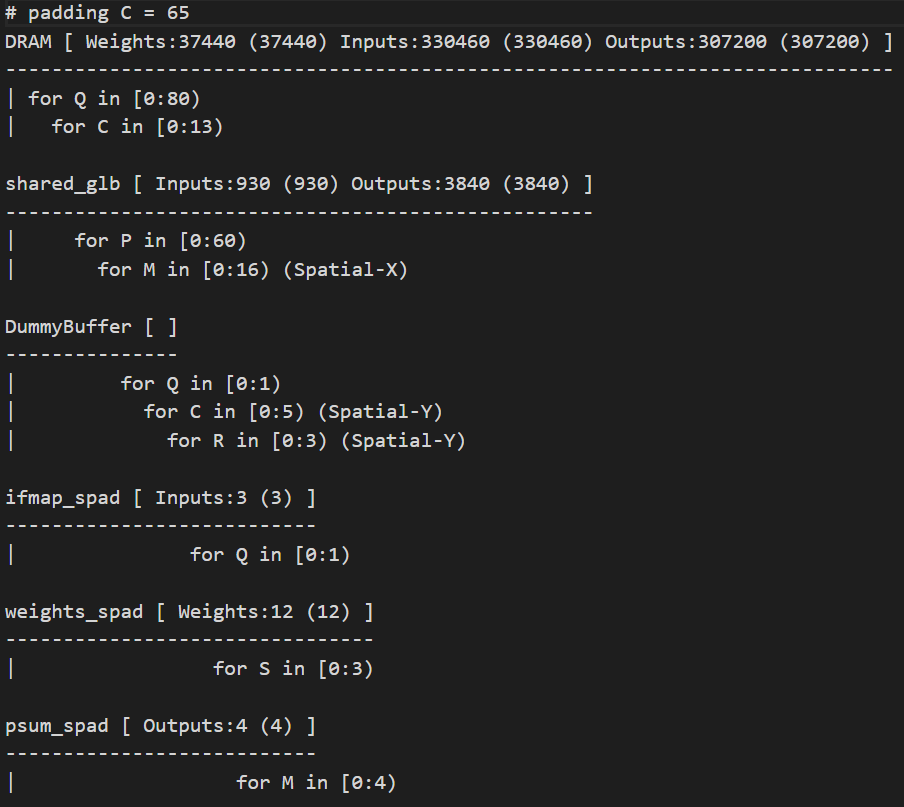 # padding C = 65
DRAM [ Weights:37440 (37440) Inputs:330460 (330460) Outputs:307200 (307200) ]
-----------------------------------------------------------------------------
| for Q in [0:80)
|   for C in [0:13)

shared_glb [ Inputs:930 (930) Outputs:3840 (3840) ]
---------------------------------------------------
|     for P in [0:60)
|       for M in [0:16) (Spatial-X)

DummyBuffer [ ]
---------------
|         for Q in [0:1)
|           for C in [0:5) (Spatial-Y)
|             for R in [0:3) (Spatial-Y)

ifmap_spad [ Inputs:3 (3) ]
---------------------------
|               for Q in [0:1)

weights_spad [ Weights:12 (12) ]
--------------------------------
|                 for S in [0:3)

psum_spad [ Outputs:4 (4) ]
---------------------------
|                   for M in [0:4)